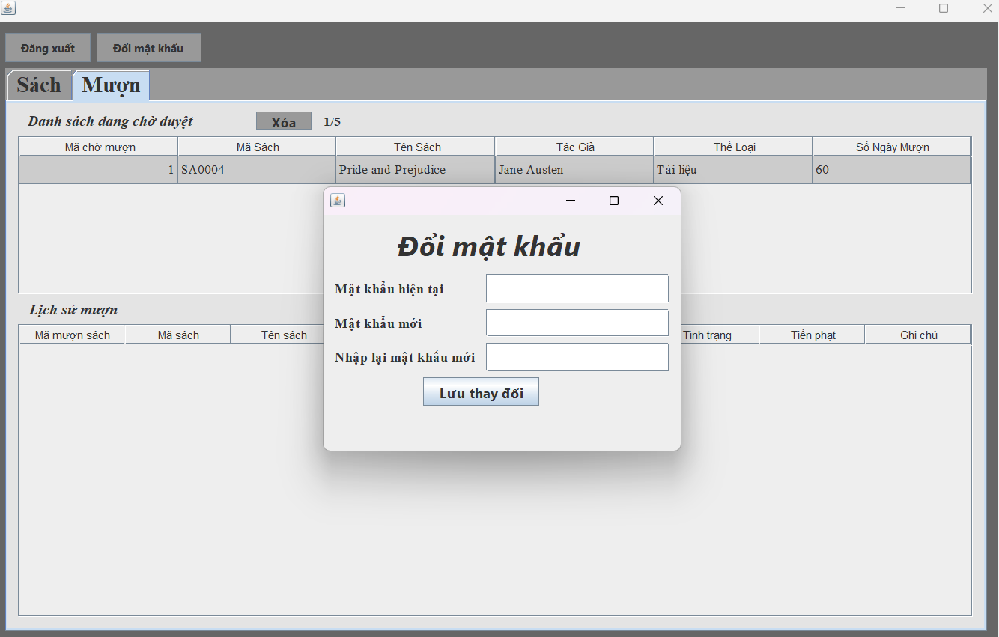 Đăng xuất Đổi mật khẩu
Sách Mượn
Danh sách đang chờ duyệt Xóa 1/5
Mã chờ mượn Mã Sách Tên Sách Tác Giả Thể Loại Số Ngày Mượn
1 SA0004 Pride and Prejudice Jane Austen Tài liệu 60
Đổi mật khẩu
Mật khẩu hiện tại
Mật khẩu mới
Nhập lại mật khẩu mới
Lưu thay đổi
Lịch sử mượn
Mã mượn sách Mã sách Tên sách Tình trạng Tiền phạt Ghi chú